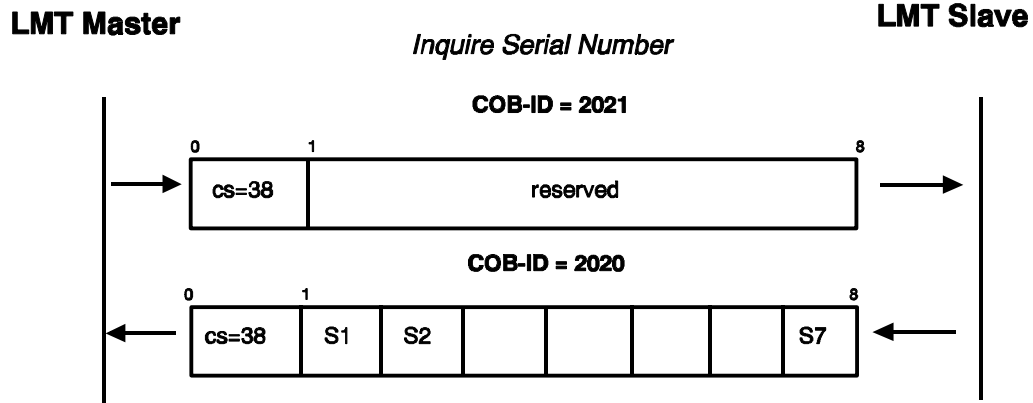 LMT Master
LMT Slave
Inquire Serial Number
COB-ID = 2021
0 1 8
cs=38 reserved
COB-ID = 2020
0 1 8
cs=38 S1 S2 S7